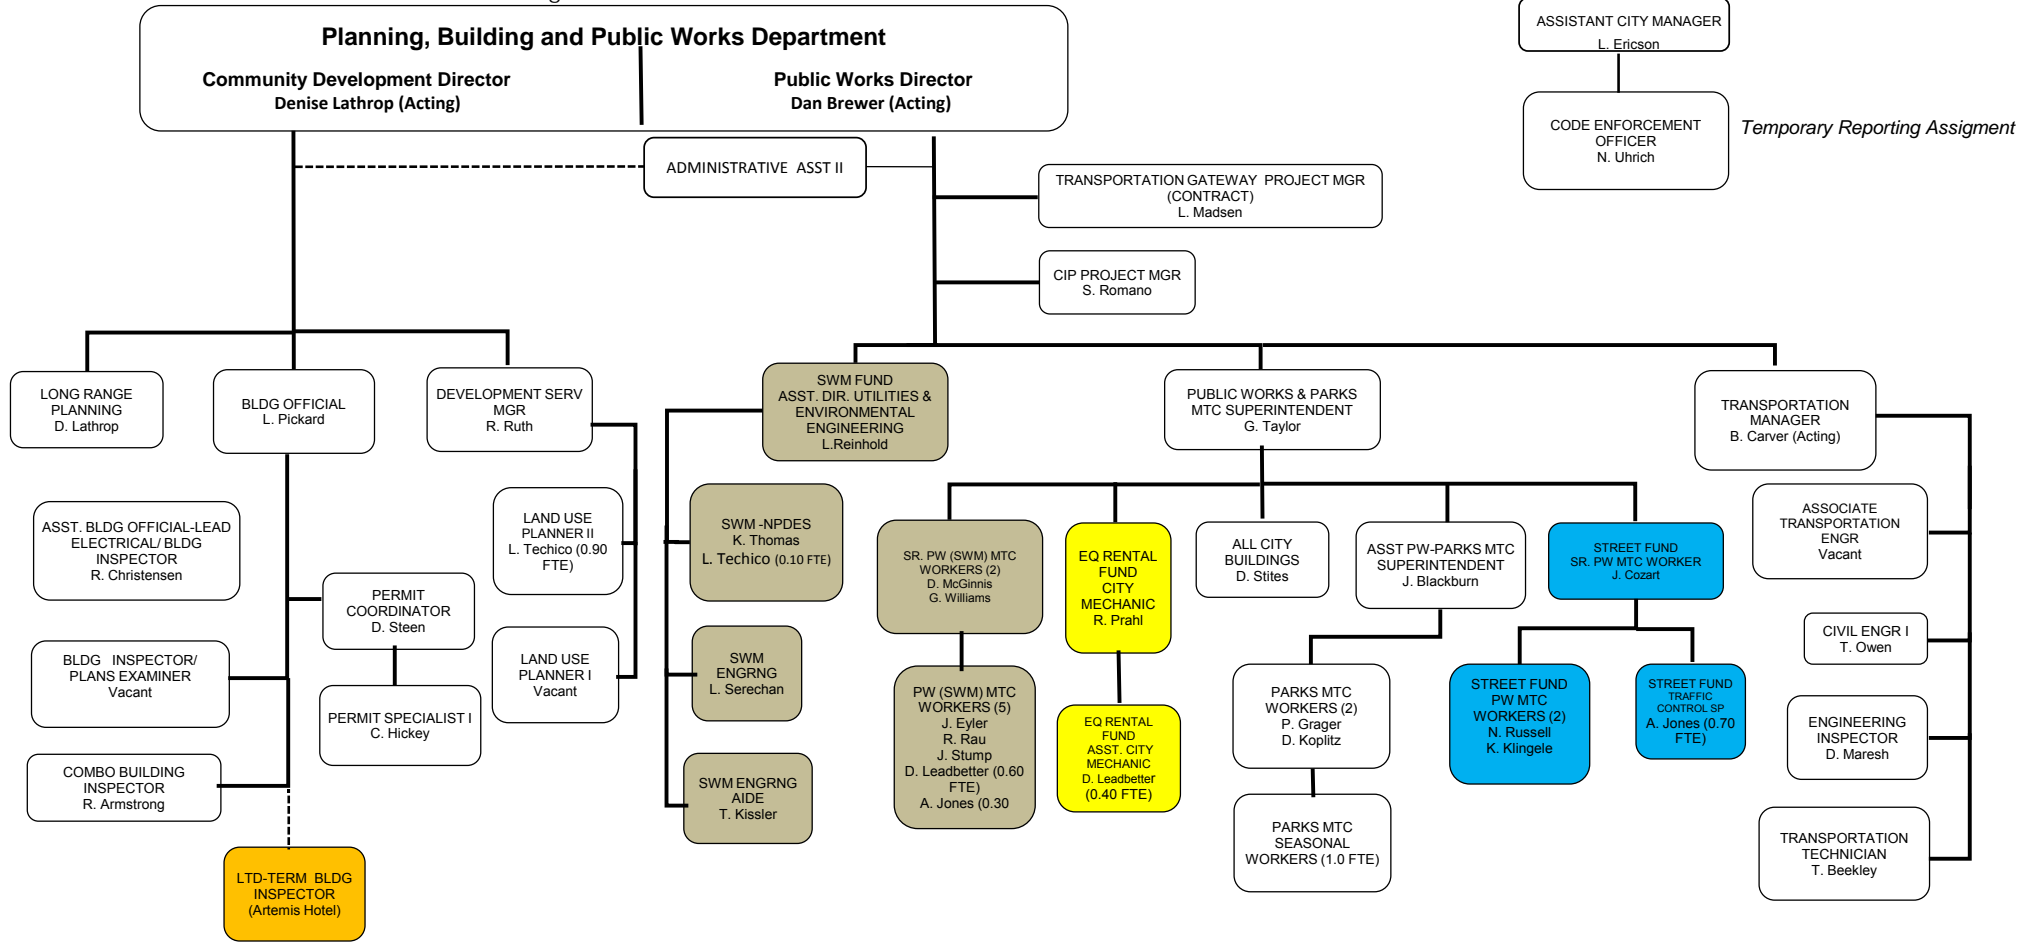 Planning, Building and Public Works Department
Community Development Director
Denise Lathrop (Acting)
Public Works Director
Dan Brewer (Acting)
ASSISTANT CITY MANAGER
L. Ericson
CODE ENFORCEMENT
OFFICER
N. Uhrich
Temporary Reporting Assigment
ADMINISTRATIVE ASST II
TRANSPORTATION GATEWAY PROJECT MGR
(CONTRACT)
L. Madsen
CIP PROJECT MGR
S. Romano
LONG RANGE
PLANNING
D. Lathrop
BLDG OFFICIAL
L. Pickard
DEVELOPMENT SERV
MGR
R. Ruth
SWM FUND
ASST. DIR. UTILITIES &
ENVIRONMENTAL
ENGINEERING
L.Reinhold
PUBLIC WORKS & PARKS
MTC SUPERINTENDENT
G. Taylor
TRANSPORTATION
MANAGER
B. Carver (Acting)
ASST. BLDG OFFICIAL-LEAD
ELECTRICAL/ BLDG
INSPECTOR
R. Christensen
PERMIT
COORDINATOR
D. Steen
BLDG INSPECTOR/
PLANS EXAMINER
Vacant
PERMIT SPECIALIST I
C. Hickey
COMBO BUILDING
INSPECTOR
R. Armstrong
LTD-TERM BLDG
INSPECTOR
(Artemis Hotel)
LAND USE
PLANNER II
L. Techico (0.90
FTE)
LAND USE
PLANNER I
Vacant
SWM -NPDES
K. Thomas
L. Techico (0.10 FTE)
SWM
ENGRNG
L. Serechan
SWM ENGRNG
AIDE
T. Kissler
SR. PW (SWM) MTC
WORKERS (2)
D. McGinnis
G. Williams
PW (SWM) MTC
WORKERS (5)
J. Eyler
R. Rau
J. Stump
D. Leadbetter (0.60
FTE)
A. Jones (0.30
EQ RENTAL
FUND
CITY
MECHANIC
R. Prahl
EQ RENTAL
FUND
ASST. CITY
MECHANIC
D. Leadbetter
(0.40 FTE)
ALL CITY
BUILDINGS
D. Stites
ASST PW-PARKS MTC
SUPERINTENDENT
J. Blackburn
PARKS MTC
WORKERS (2)
P. Grager
D. Koplitz
PARKS MTC
SEASONAL
WORKERS (1.0 FTE)
STREET FUND
SR. PW MTC WORKER
J. Cozart
STREET FUND
PW MTC
WORKERS (2)
N. Russell
K. Klingele
STREET FUND
TRAFFIC
CONTROL SP
A. Jones (0.70
FTE)
ASSOCIATE
TRANSPORTATION
ENGR
Vacant
CIVIL ENGR I
T. Owen
ENGINEERING
INSPECTOR
D. Maresh
TRANSPORTATION
TECHNICIAN
T. Beekley